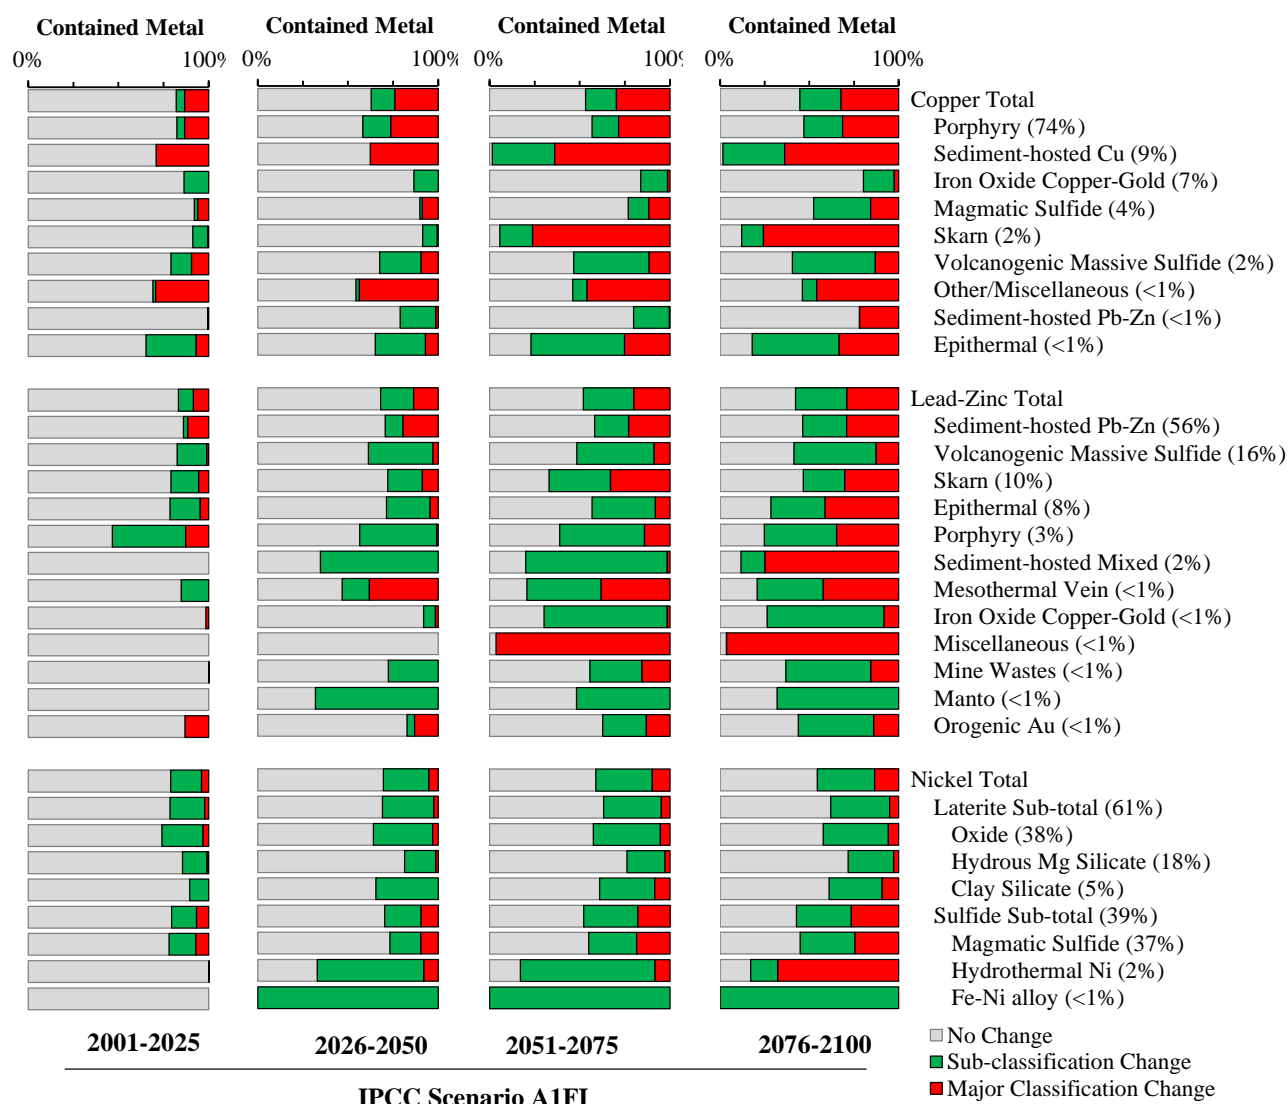 Contained Metal Contained Metal Contained Metal Contained Metal
0% 100% 0% 100% 0% 100% 0% 100%
Copper Total
Porphyry (74%)
Sediment-hosted Cu (9%)
Iron Oxide Copper-Gold (7%)
Magmatic Sulfide (4%)
Skarn (2%)
Volcanogenic Massive Sulfide (2%)
Other/Miscellaneous (<1%)
Sediment-hosted Pb-Zn (<1%)
Epithermal (<1%)
Lead-Zinc Total
Sediment-hosted Pb-Zn (56%)
Volcanogenic Massive Sulfide (16%)
Skarn (10%)
Epithermal (8%)
Porphyry (3%)
Sediment-hosted Mixed (2%)
Mesothermal Vein (<1%)
Iron Oxide Copper-Gold (<1%)
Miscellaneous (<1%)
Mine Wastes (<1%)
Manto (<1%)
Orogenic Au (<1%)
Nickel Total
Laterite Sub-total (61%)
Oxide (38%)
Hydrous Mg Silicate (18%)
Clay Silicate (5%)
Sulfide Sub-total (39%)
Magmatic Sulfide (37%)
Hydrothermal Ni (2%)
Fe-Ni alloy (<1%)
2001-2025 2026-2050 2051-2075 2076-2100
No Change
Sub-classification Change
Major Classification Change
IPCC Scenario A1FI